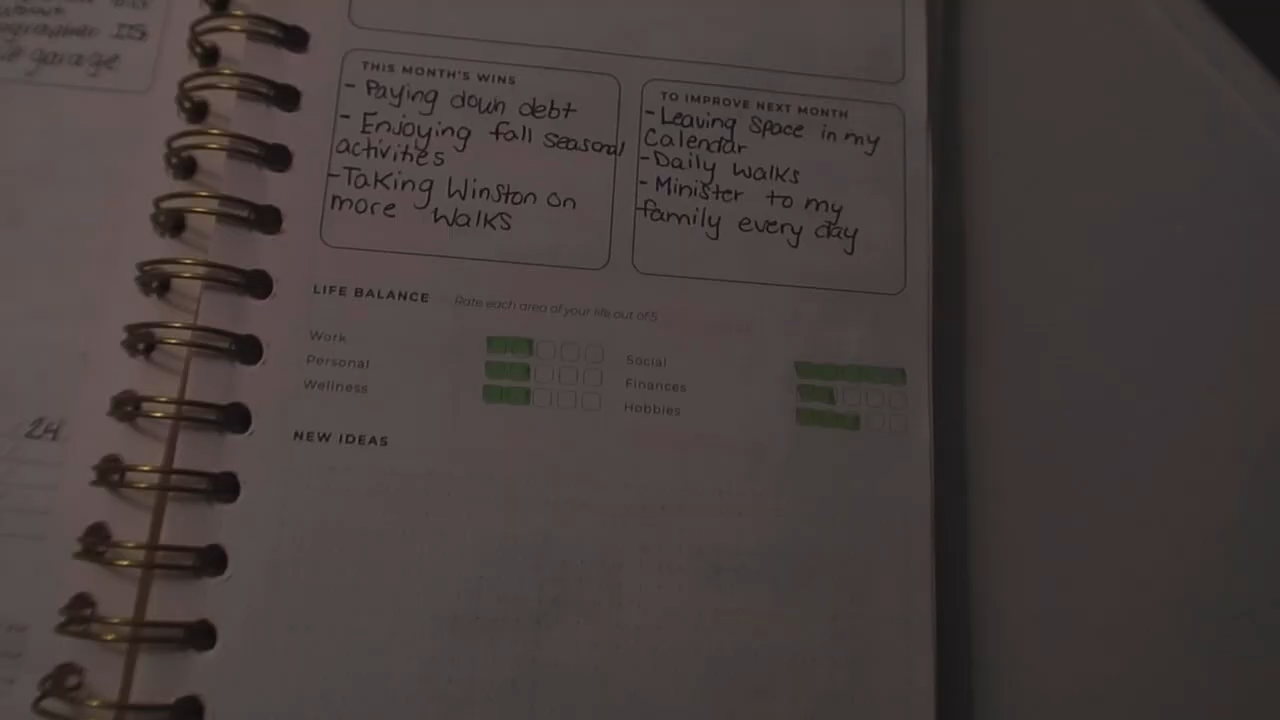 garage
24
THIS MONTH'S WINS
- Paying down debt
- Enjoying fall seasonal
activities
- Taking Winston on
more walks
TO IMPROVE NEXT MONTH
- Leaving space in my
Calendar
- Daily walks
- Minister to my
family every day
LIFE BALANCE Rate each area of your life out of 5
Work
Personal
Wellness
Social
Finances
Hobbies
NEW IDEAS